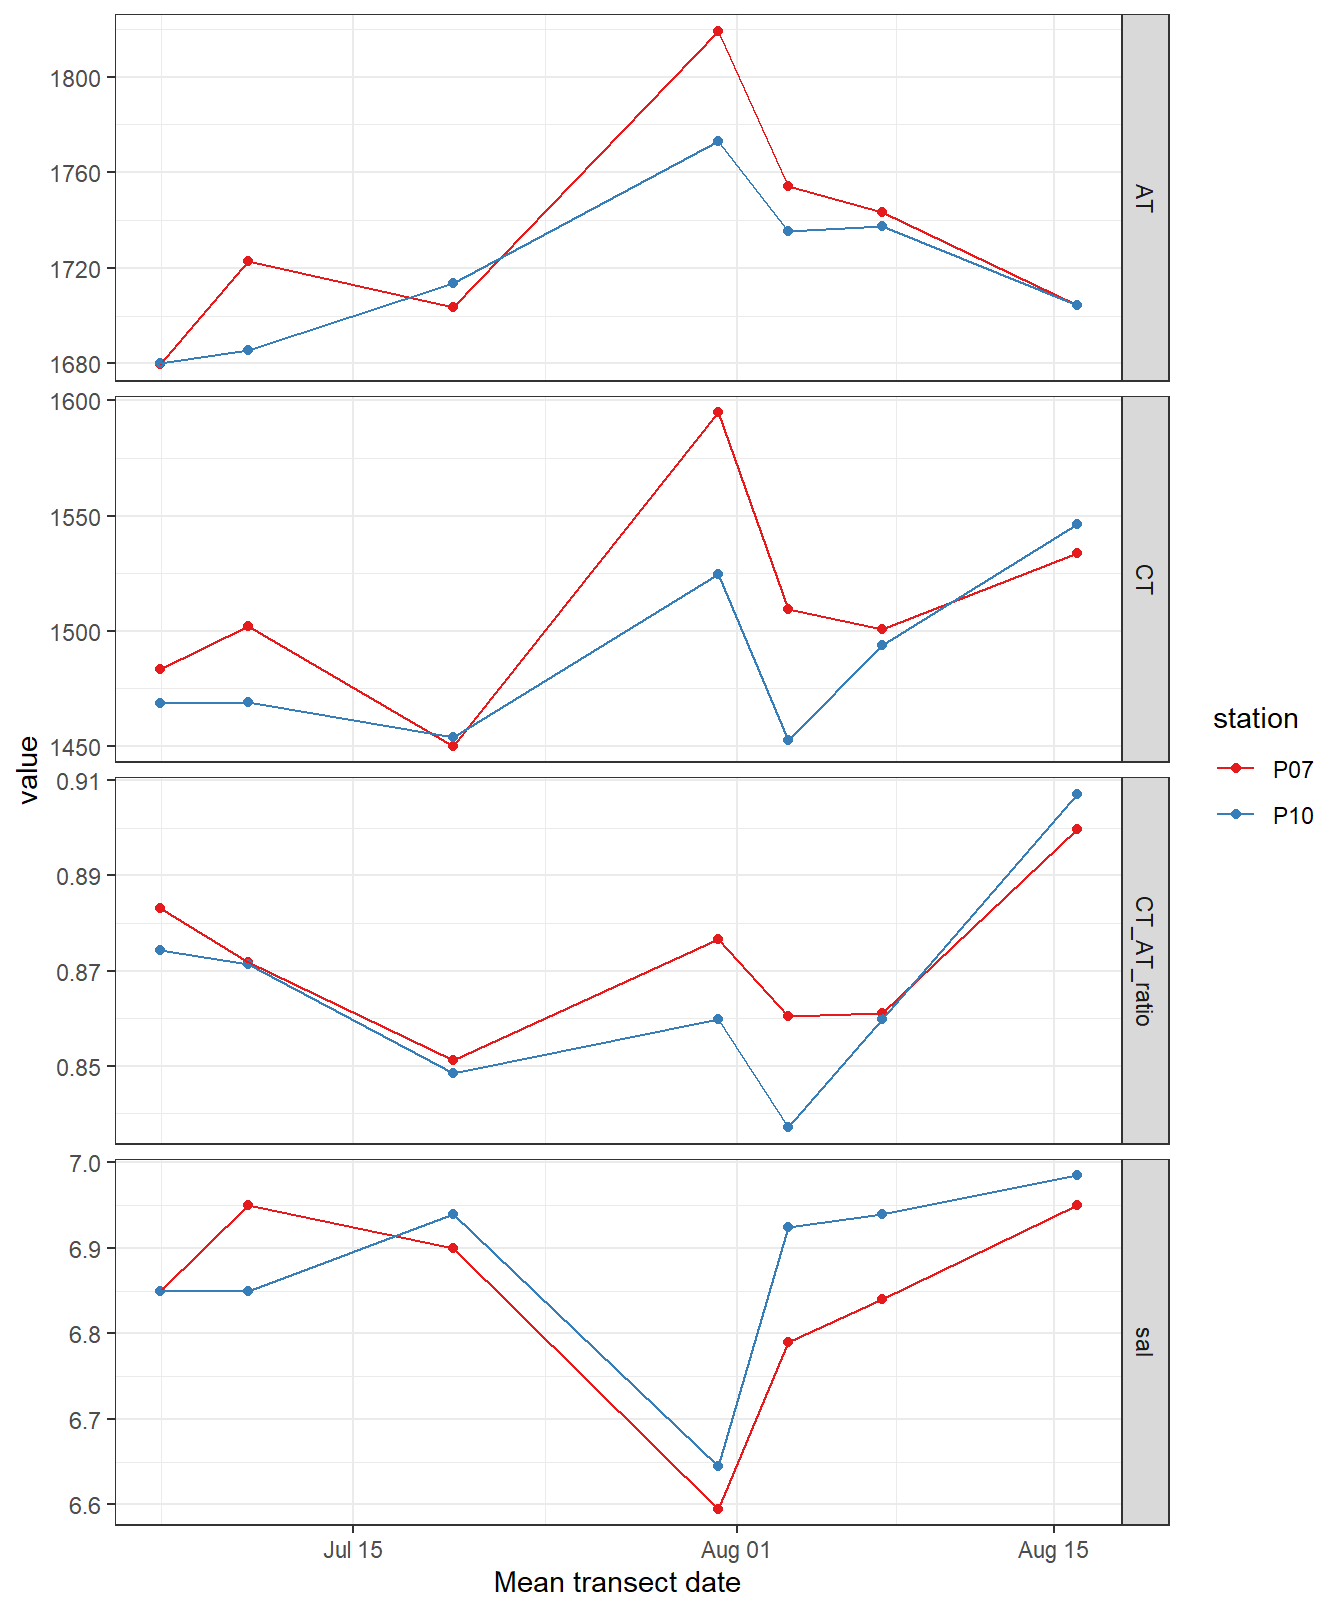 1800
1760
1720
1680
AT
1600
1550
1500
1450
CT
value
0.91
0.89
0.87
0.85
CT_AT_ratio
7.0
6.9
6.8
6.7
6.6
sal
Jul 15
Aug 01
Aug 15
Mean transect date
station
P07
P10